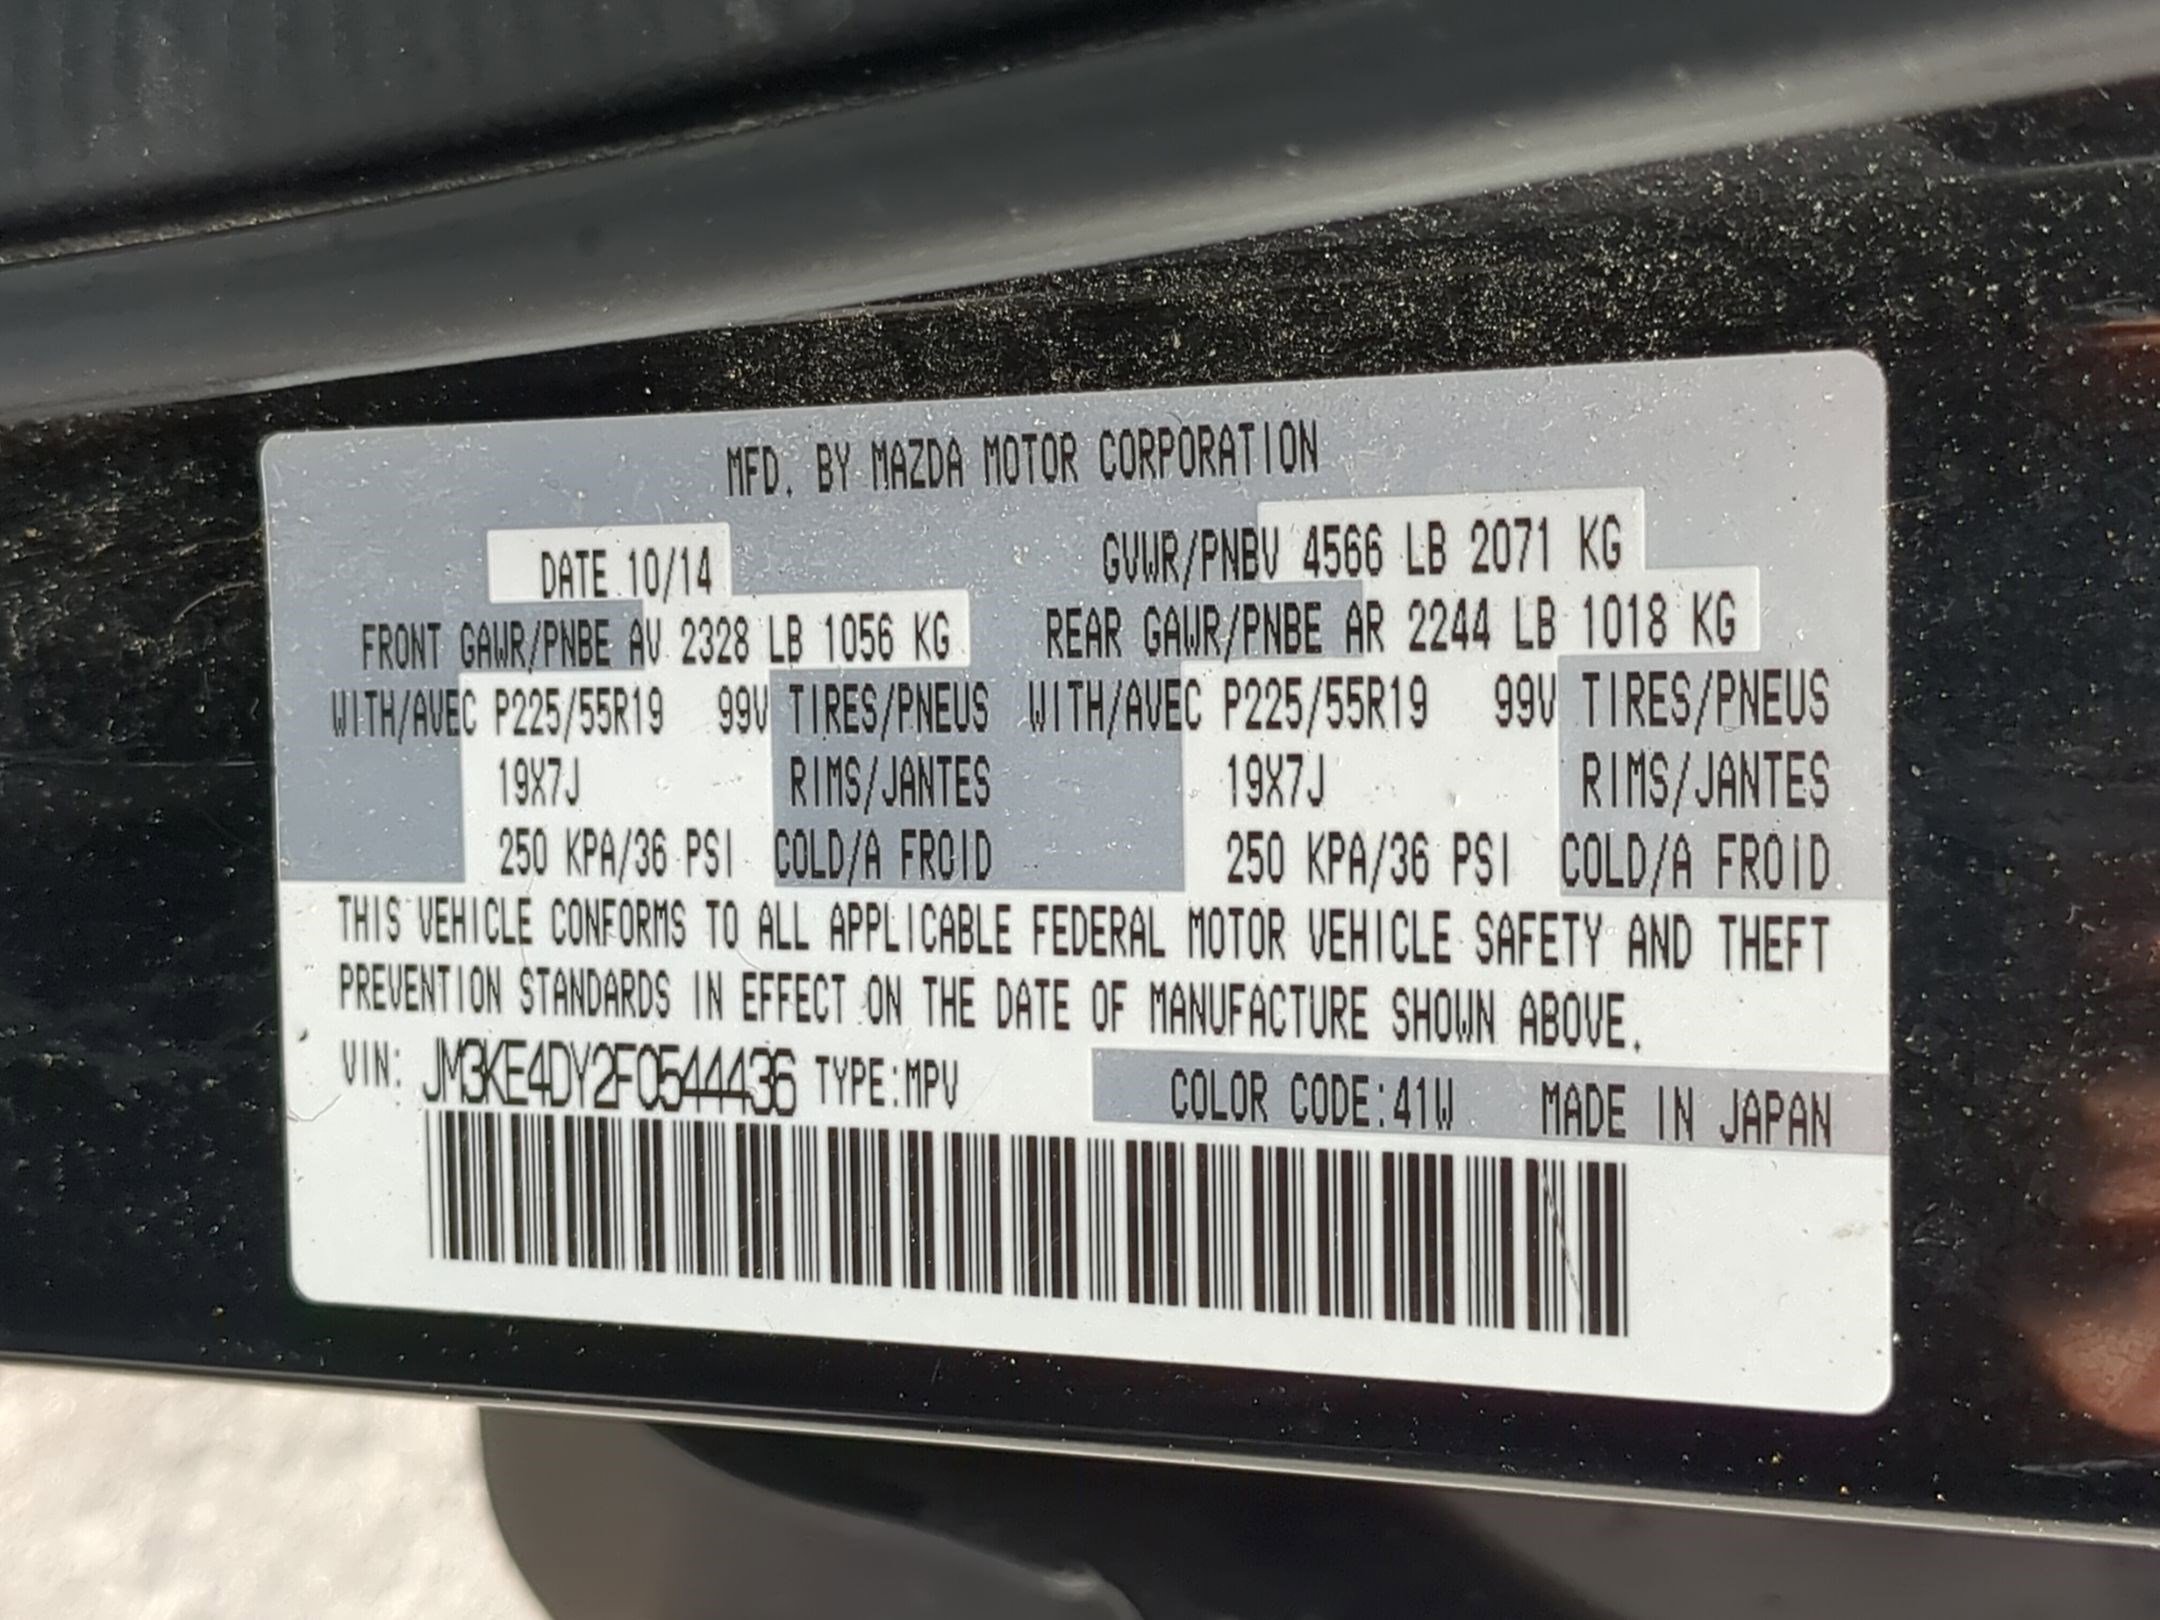 MFD. BY MAZDA MOTOR CORPORATION
DATE 10/14 GVWR/PNBV 4566 LB 2071 KG
FRONT GAWR/PNBE AV 2328 LB 1056 KG REAR GAWR/PNBE AR 2244 LB 1018 KG
WITH/AVEC P225/55R19 99V TIRES/PNEUS WITH/AVEC P225/55R19 99V TIRES/PNEUS
19X7J RIMS/JANTES 19X7J RIMS/JANTES
250 KPA/36 PSI COLD/A FROID 250 KPA/36 PSI COLD/A FROID
THIS VEHICLE CONFORMS TO ALL APPLICABLE FEDERAL MOTOR VEHICLE SAFETY AND THEFT
PREVENTION STANDARDS IN EFFECT ON THE DATE OF MANUFACTURE SHOWN ABOVE.
VIN: JM3KE4DY2F0544436 TYPE:MPV COLOR CODE:41W MADE IN JAPAN